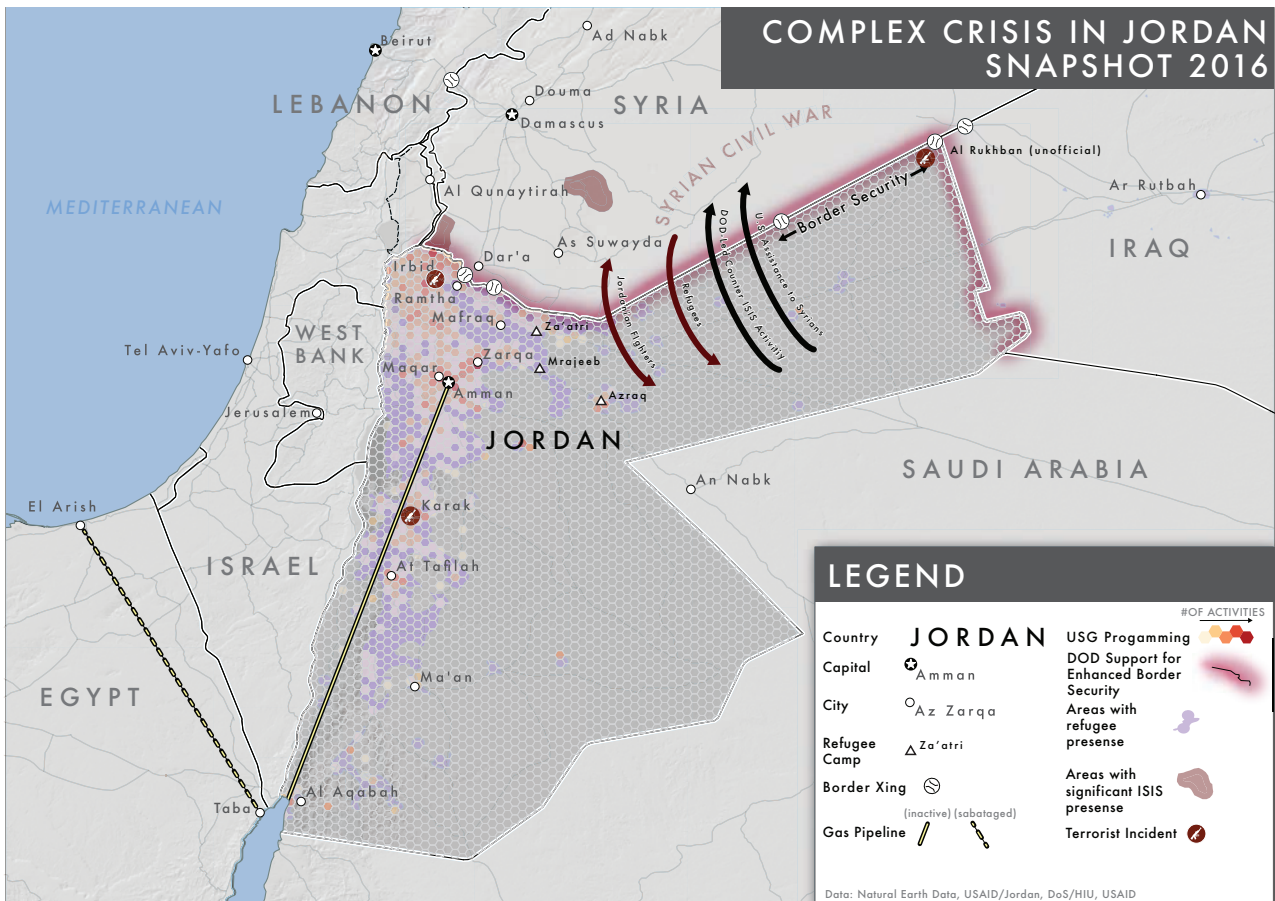 COMPLEX CRISIS IN JORDAN
SNAPSHOT 2016
Beirut
Ad Nabk
LEBANON
Douma
SYRIA
Damascus
SYRIAN CIVIL WAR
Al Rukhban (unofficial)
Border Security
Al Qunaytirah
Ar Rutbah
MEDITERRANEAN
IRAQ
As Suwayda
Dar'a
Irbid
Ramtha
Mafraq
Za'atri
Jordanian Fighters
Refugees
DOD-Led Counter ISIS Activitiy
U.S. Assistance to Syrians
WEST
BANK
Tel Aviv-Yafo
Zarqa
Mrajeeb
Maqar
Amman
Azraq
Jerusalem
JORDAN
SAUDI ARABIA
An Nabk
El Arish
Karak
ISRAEL
At Tafilah
EGYPT
Ma'an
Taba
Al Aqabah
LEGEND
#OF ACTIVITIES
Country
JORDAN
USG Progamming
Capital
Amman
DOD Support for
Enhanced Border
Security
City
Az Zarqa
Areas with
refugee
presense
Refugee
Camp
Za'atri
Border Xing
Areas with
significant ISIS
presense
(inactive) (sabataged)
Gas Pipeline
Terrorist Incident
Data: Natural Earth Data, USAID/Jordan, DoS/HIU, USAID